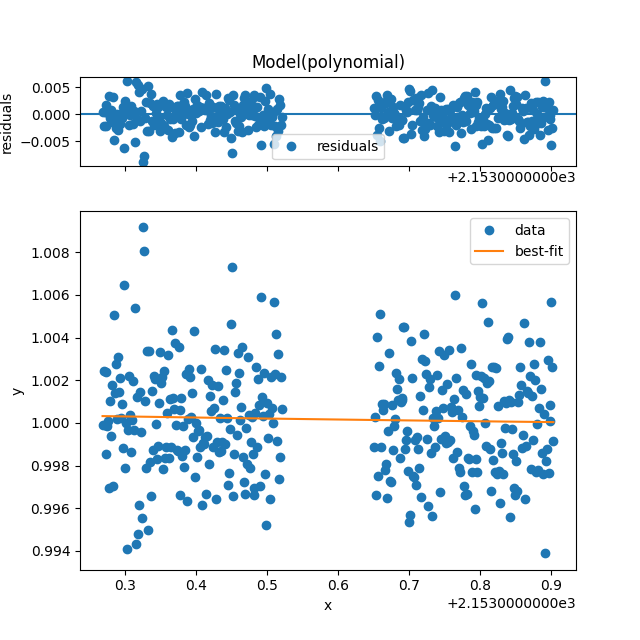 Model(polynomial)
0.005
0.000
−0.005
residuals
residuals
+2.1530000000e3
1.008
1.006
1.004
1.002
1.000
0.998
0.996
0.994
y
data
best-fit
0.3 0.4 0.5 0.6 0.7 0.8 0.9
x
+2.1530000000e3